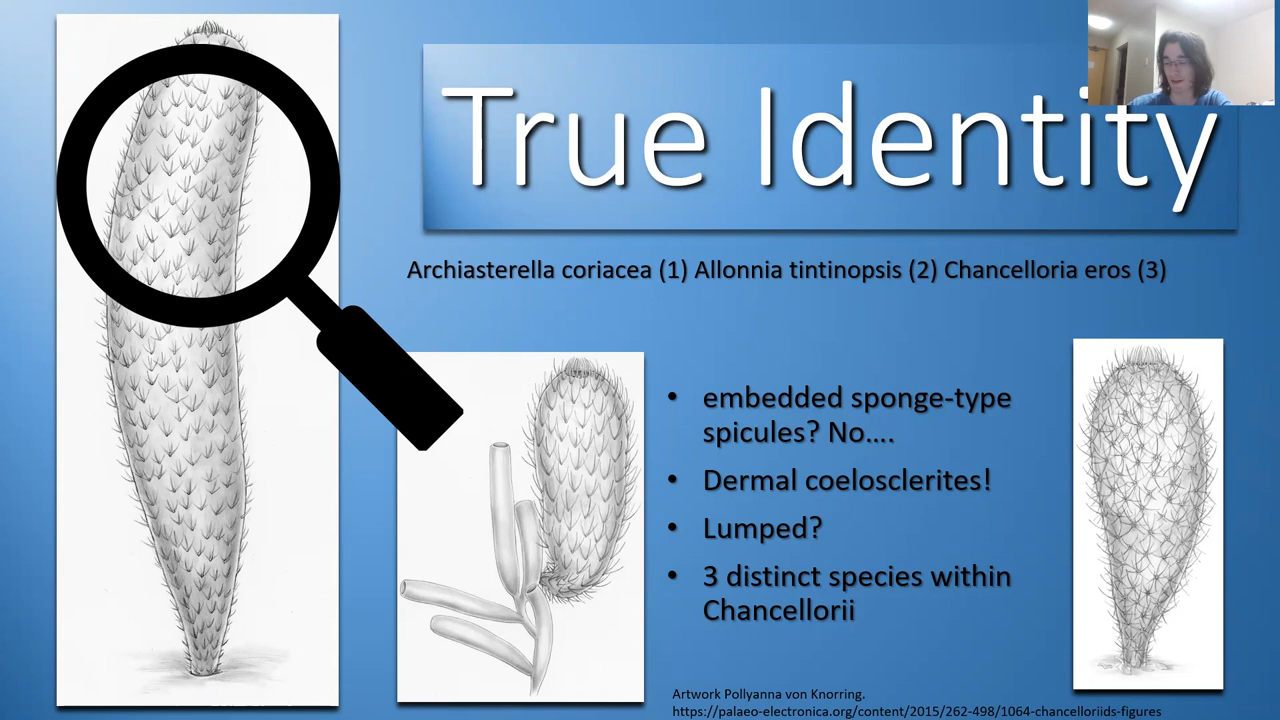 True Identity
Archiasterella coriacea (1) Allonnia tintinopsis (2) Chancelloria eros (3)
• embedded sponge-type
spicules? No....
• Dermal coelosclerites!
• Lumped?
• 3 distinct species within
Chancellorii
Artwork Pollyanna von Knorring.
https://palaeo-electronica.org/content/2015/262-498/1064-chancelloriids-figures